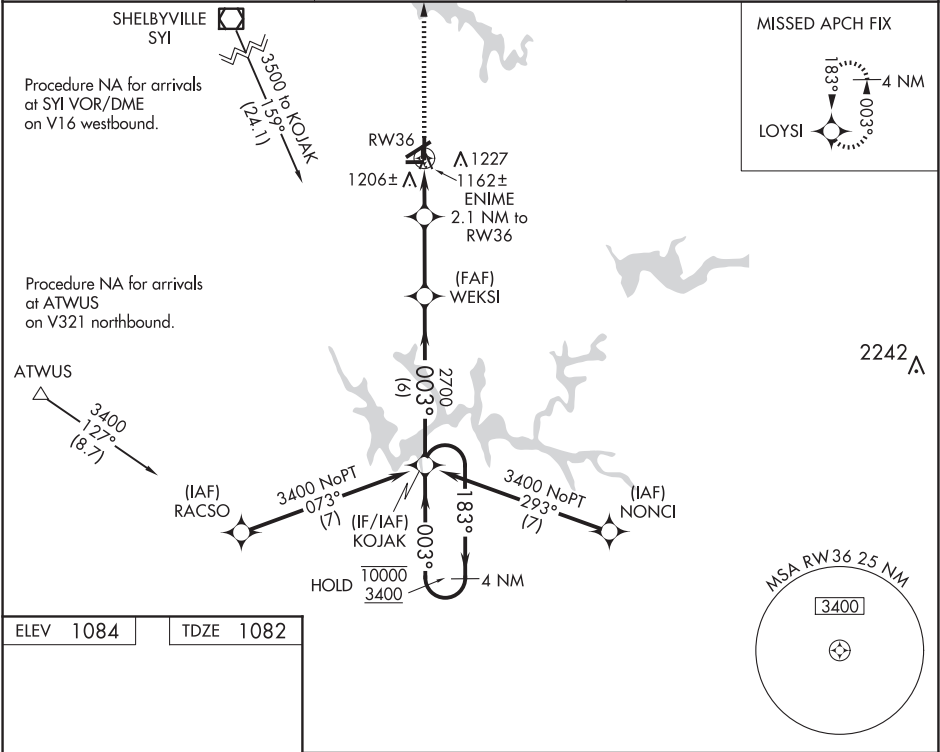 SHELBYVILLE
SYI
Procedure NA for arrivals
at SYI VOR/DME
on V16 westbound.
3500 to KOJAK
159°
(24.1)
MISSED APCH FIX
183°
4 NM
003°
LOYSI
RW36
1227
1206±
1162±
ENIME
2.1 NM to
RW36
(FAF)
WEKSI
Procedure NA for arrivals
at ATWUS
on V321 northbound.
2242
ATWUS
3400
127°
(8.7)
2700
003°
(6)
(IAF)
RACSO
3400 NoPT
073°
(7)
(IF/IAF)
KOJAK
003°
183°
3400 NoPT
293°
(7)
(IAF)
NONCI
HOLD
10000
3400
4 NM
MSA RW36 25 NM
3400
ELEV 1084
TDZE 1082